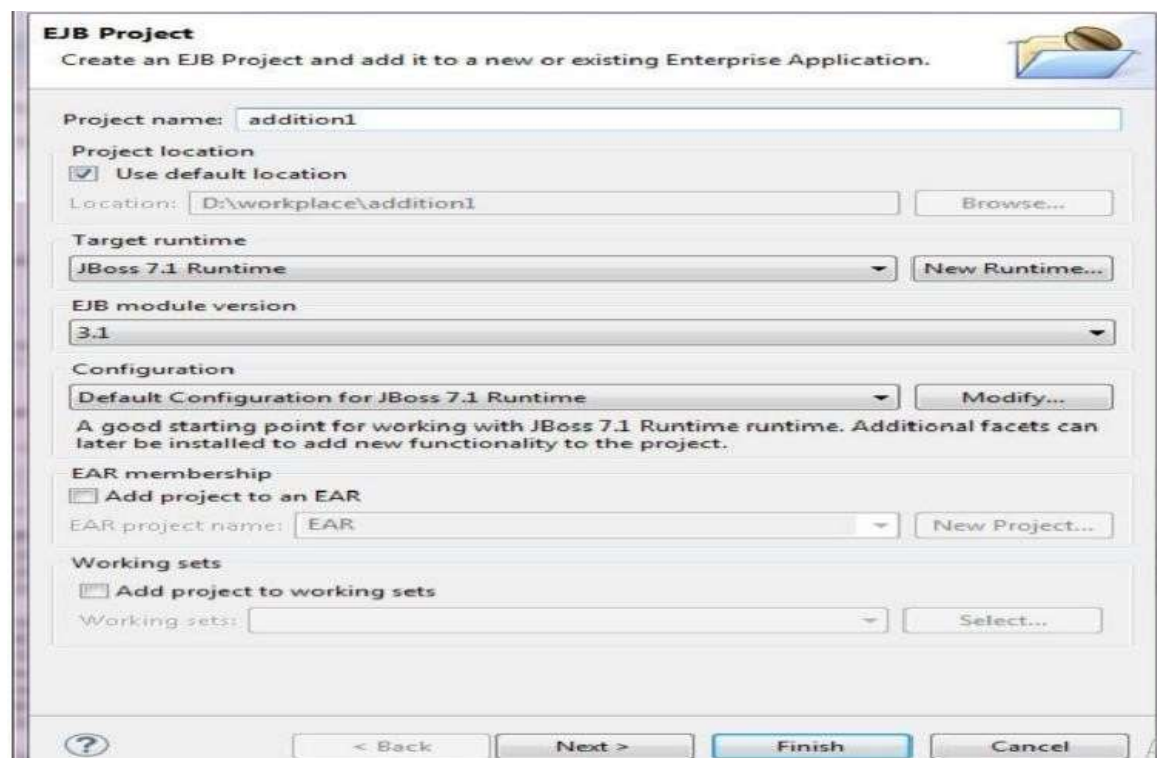 EJB Project
Create an EJB Project and add it to a new or existing Enterprise Application.
Project name: addition1
Project location
Use default location
Location: D:\workplace\addition1 Browse...
Target runtime
JBoss 7.1 Runtime New Runtime...
EJB module version
3.1
Configuration
Default Configuration for JBoss 7.1 Runtime Modify...
A good starting point for working with JBoss 7.1 Runtime runtime. Additional facets can
later be installed to add new functionality to the project.
EAR membership
Add project to an EAR
EAR project name: EAR New Project...
Working sets
Add project to working sets
Working sets: Select...
? < Back Next > Finish Cancel